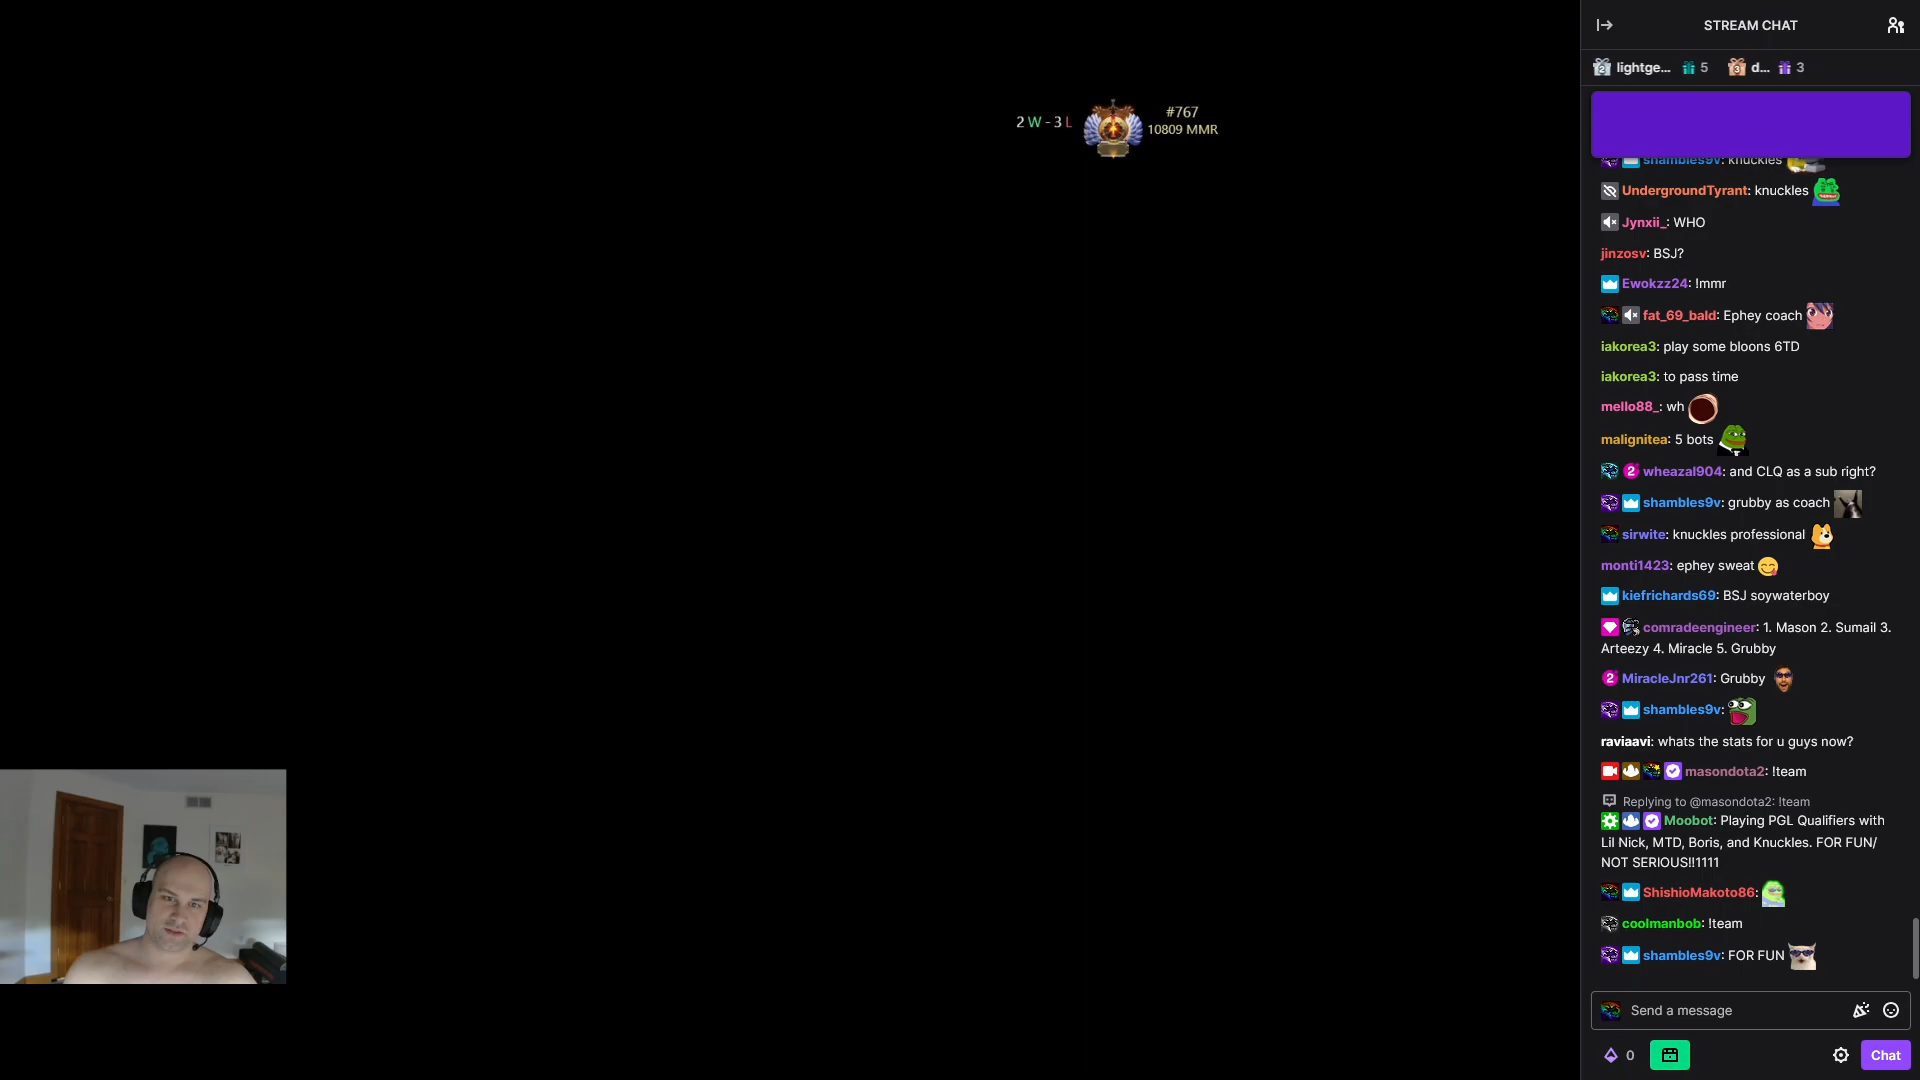 STREAM CHAT
lightge... 5 d... 3
2 W - 3 L
#767
10809 MMR
shambles9v: knuckles
UndergroundTyrant: knuckles
Jynxii_: WHO
jinzosv: BSJ?
Ewokzz24: !mmr
fat_69_bald: Ephey coach
iakorea3: play some bloons 6TD
iakorea3: to pass time
mello88_: wh
malignitea: 5 bots
2 wheazal904: and CLQ as a sub right?
shambles9v: grubby as coach
sirwite: knuckles professional
monti1423: ephey sweat
kiefrichards69: BSJ soywaterboy
comradeengineer: 1. Mason 2. Sumail 3.
Arteezy 4. Miracle 5. Grubby
2 MiracleJnr261: Grubby
shambles9v:
raviaavi: whats the stats for u guys now?
masondota2: !team
Replying to @masondota2: !team
Moobot: Playing PGL Qualifiers with
Lil Nick, MTD, Boris, and Knuckles. FOR FUN/
NOT SERIOUS!!1111
ShishioMakoto86:
coolmanbob: !team
shambles9v: FOR FUN
Send a message
0
Chat